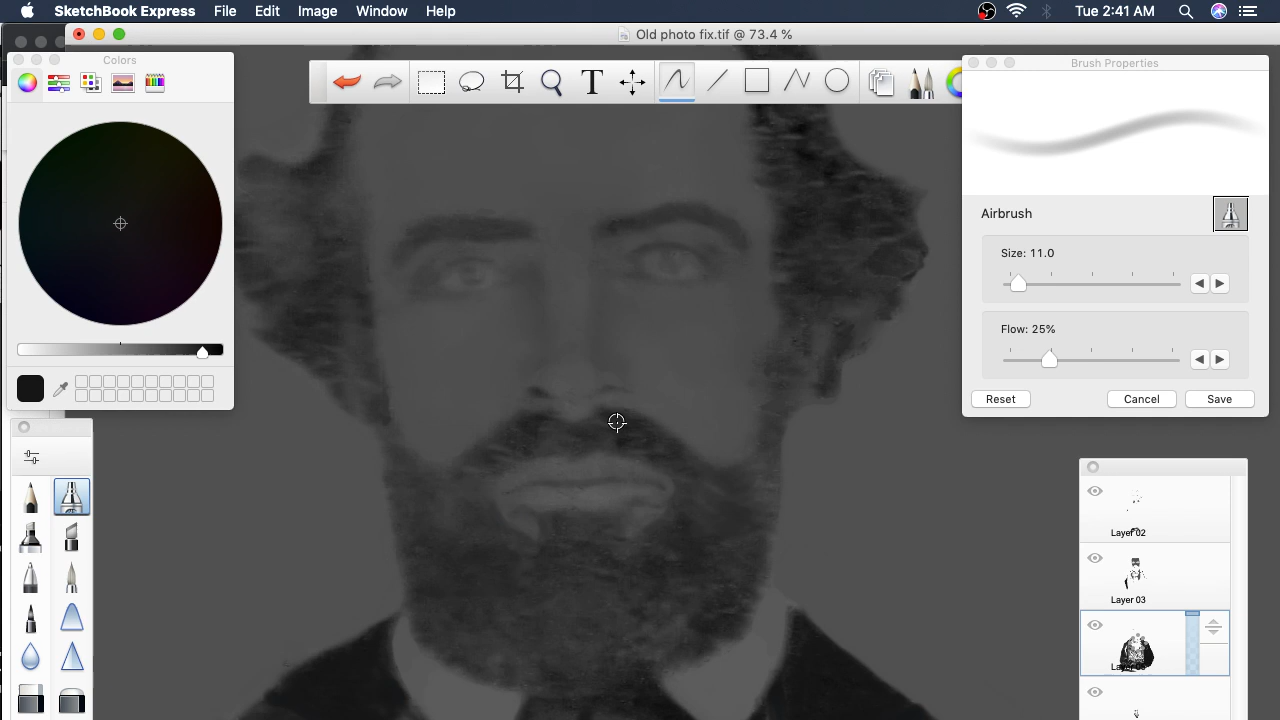 SketchBook Express File Edit Image Window Help Tue 2:41 AM
Old photo fix.tif @ 73.4 %
Colors
T
Brush Properties
Airbrush
Size: 11.0
Flow: 25%
Reset Cancel Save
Layer 02
Layer 03